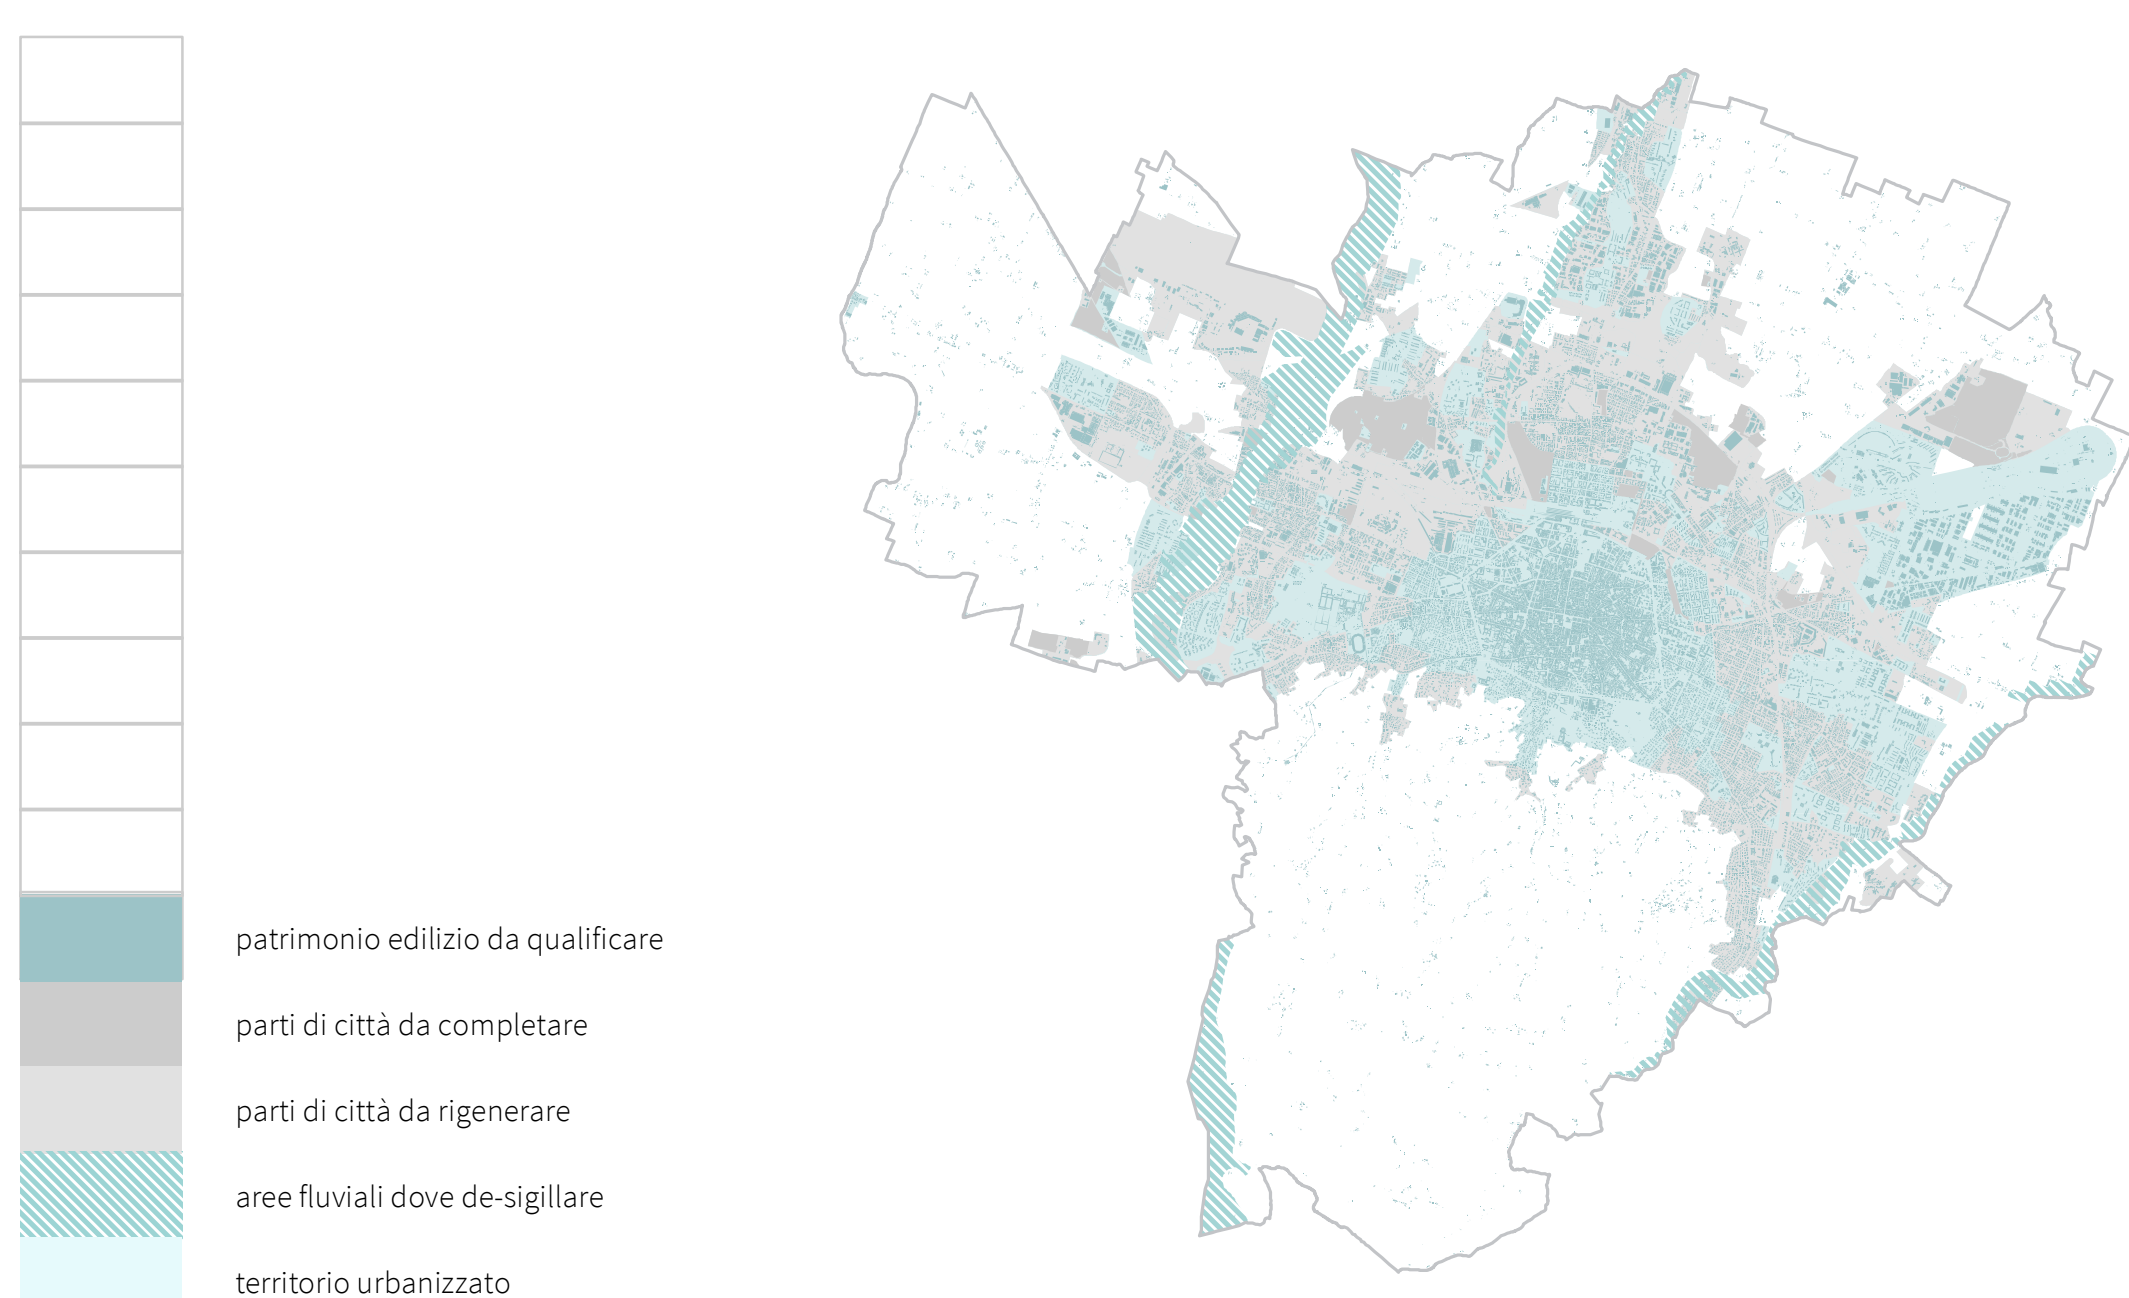 patrimonio edilizio da qualificare
parti di città da completare
parti di città da rigenerare
aree fluviali dove de-sigillare
territorio urbanizzato